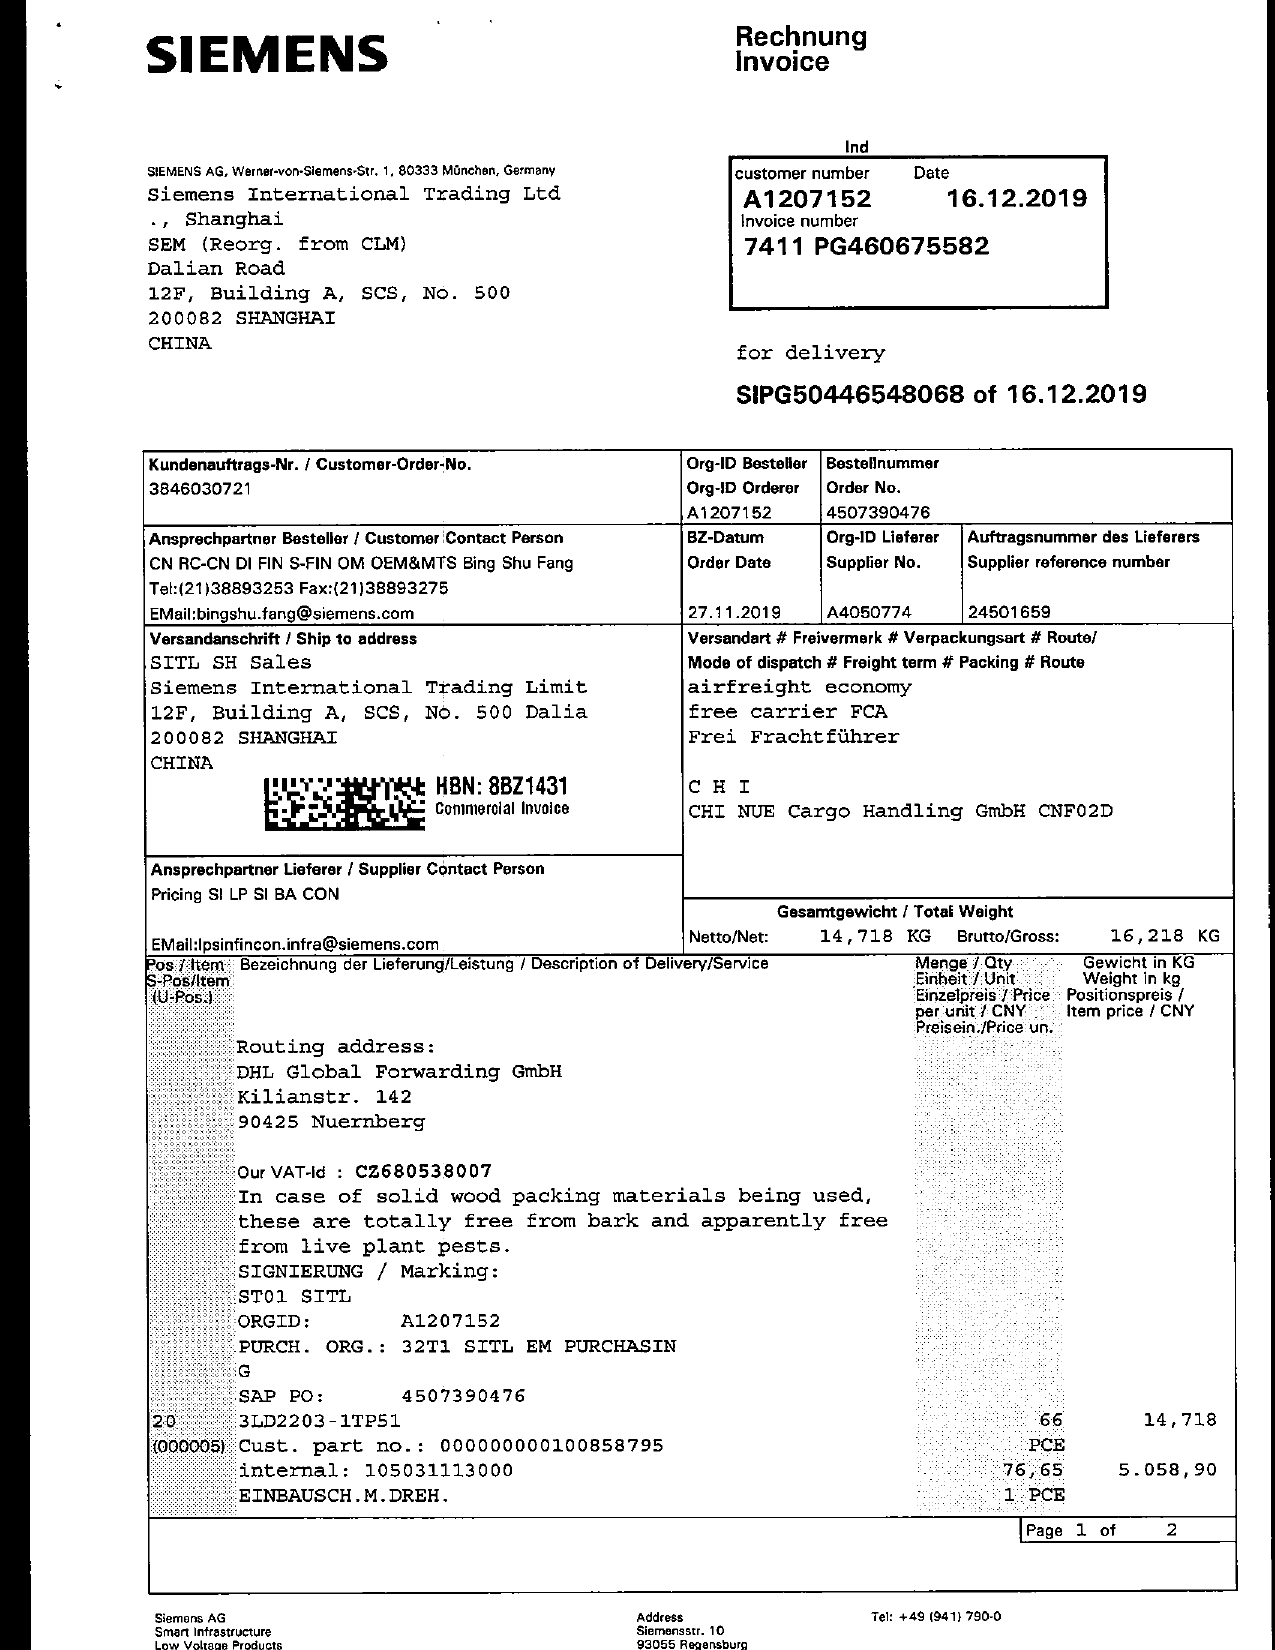 SIEMENS
Rechnung
Invoice
Ind
SIEMENS AG, Werner-von-Siemens-Str. 1, 80333 München, Germany
Siemens International Trading Ltd
., Shanghai
SEM (Reorg. from CLM)
Dalian Road
12F, Building A, SCS, No. 500
200082 SHANGHAI
CHINA
customer number Date
A1207152 16.12.2019
Invoice number
7411 PG460675582
for delivery
SIPG50446548068 of 16.12.2019
Kundenauftrags-Nr. / Customer-Order-No.
3846030721
Org-ID Besteller
Org-ID Orderer
A1207152
Bestellnummer
Order No.
4507390476
Ansprechpartner Besteller / Customer Contact Person
CN RC-CN DI FIN S-FIN OM OEM&MTS Bing Shu Fang
Tel:(21)38893253 Fax:(21)38893275
EMail:bingshu.fang@siemens.com
BZ-Datum
Order Date
27.11.2019
Org-ID Lieferer
Supplier No.
A4050774
Auftragsnummer des Lieferers
Supplier reference number
24501659
Versandanschrift / Ship to address
SITL SH Sales
Siemens International Trading Limit
12F, Building A, SCS, No. 500 Dalia
200082 SHANGHAI
CHINA
HBN: 8BZ1431
Commercial Invoice
Versandart # Freivermerk # Verpackungsart # Route/
Mode of dispatch # Freight term # Packing # Route
airfreight economy
free carrier FCA
Frei Frachtführer
C H I
CHI NUE Cargo Handling GmbH CNF02D
Ansprechpartner Lieferer / Supplier Contact Person
Pricing SI LP SI BA CON
EMail:lpsinfincon.infra@siemens.com
Gesamtgewicht / Total Weight
Netto/Net: 14,718 KG Brutto/Gross: 16,218 KG
Pos / Item
S-Pos/Item
(U-Pos.)
Bezeichnung der Lieferung/Leistung / Description of Delivery/Service
Menge / Qty
Einheit / Unit
Einzelpreis / Price
per unit / CNY
Preisein./Price un.
Gewicht in KG
Weight in kg
Positionspreis /
Item price / CNY
Routing address:
DHL Global Forwarding GmbH
Kilianstr. 142
90425 Nuernberg
Our VAT-Id : CZ680538007
In case of solid wood packing materials being used,
these are totally free from bark and apparently free
from live plant pests.
SIGNIERUNG / Marking:
ST01 SITL
ORGID: A1207152
PURCH. ORG.: 32T1 SITL EM PURCHASIN
G
SAP PO: 4507390476
20 3LD2203-1TP51 66 14,718
(000005) Cust. part no.: 000000000100858795 PCE
internal: 105031113000 76,65 5.058,90
EINBAUSCH.M.DREH. 1 PCE
Page 1 of 2
Siemens AG
Smart Infrastructure
Low Voltage Products
Address
Siemensstr. 10
93055 Regensburg
Tel: +49 (941) 790-0